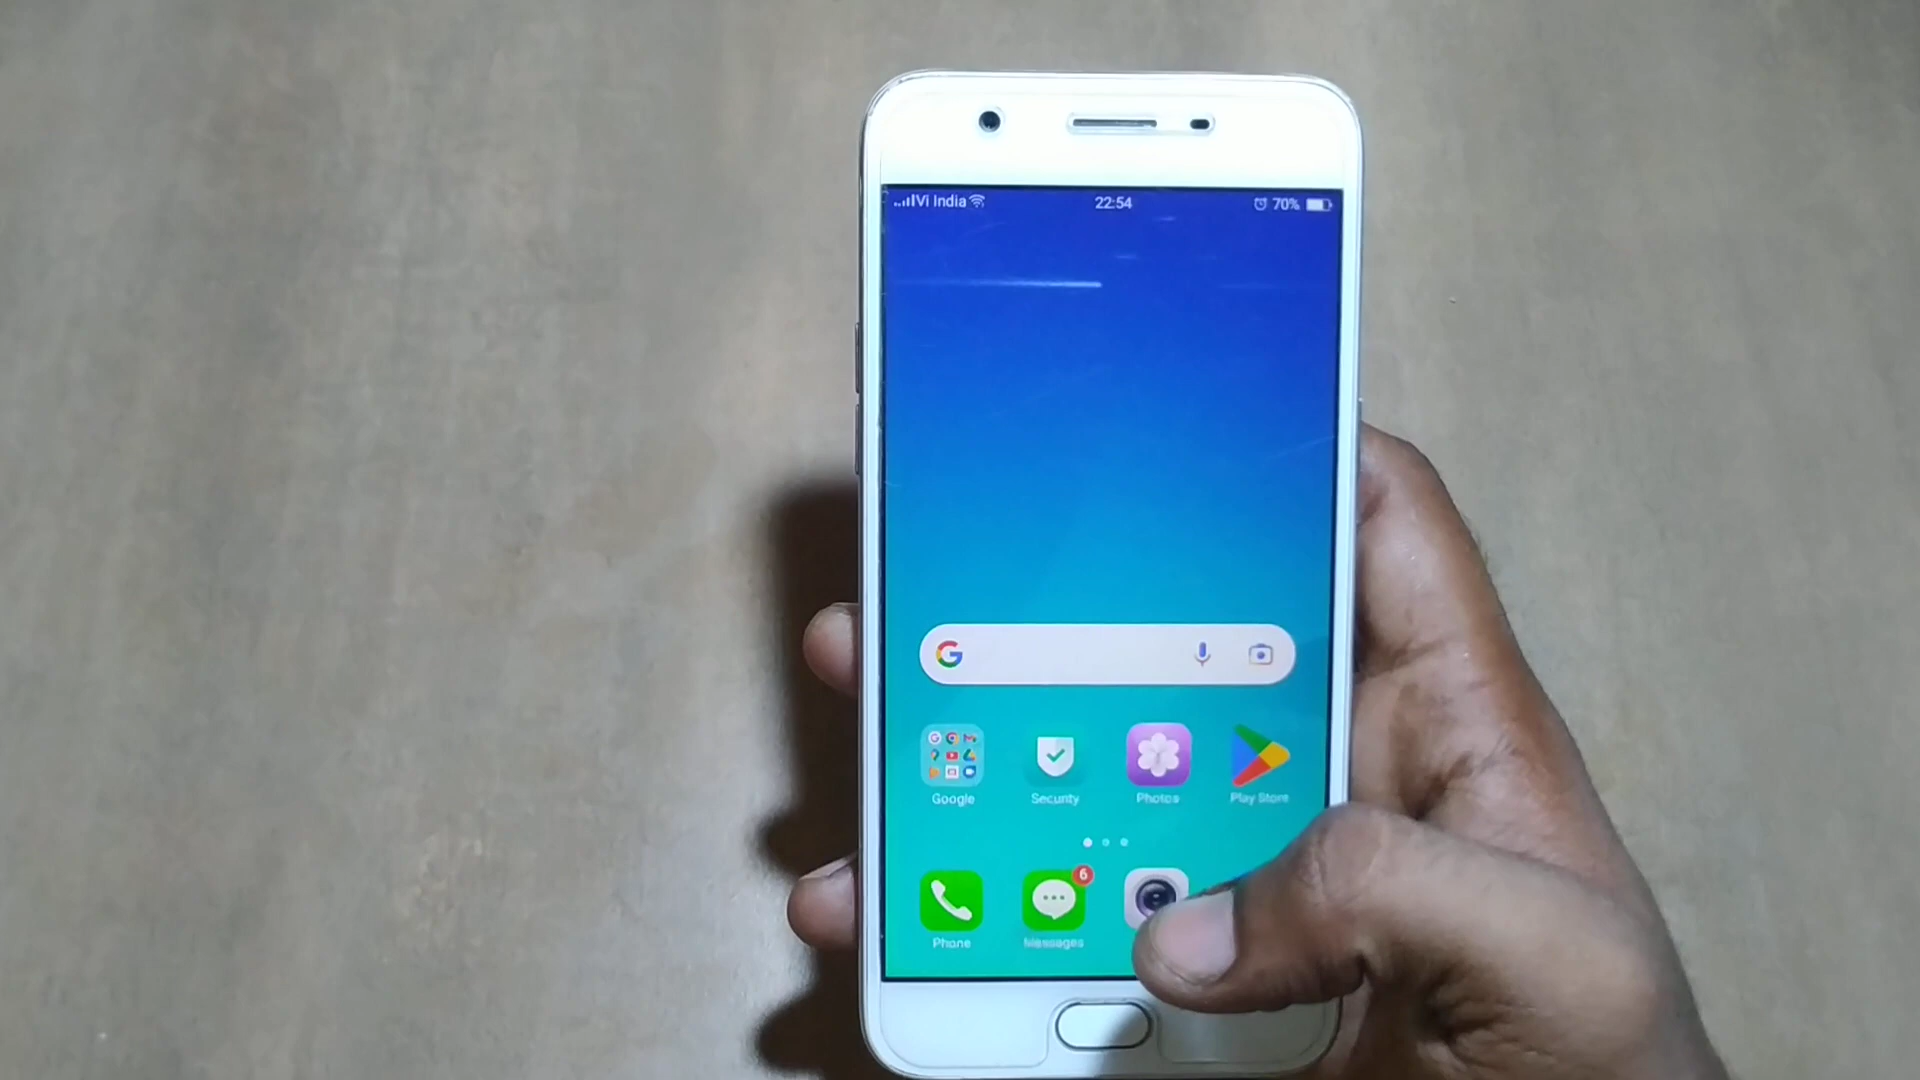 Vi India 22:54 70%
G
Google Security Photos Play Store
6
Phone Messages